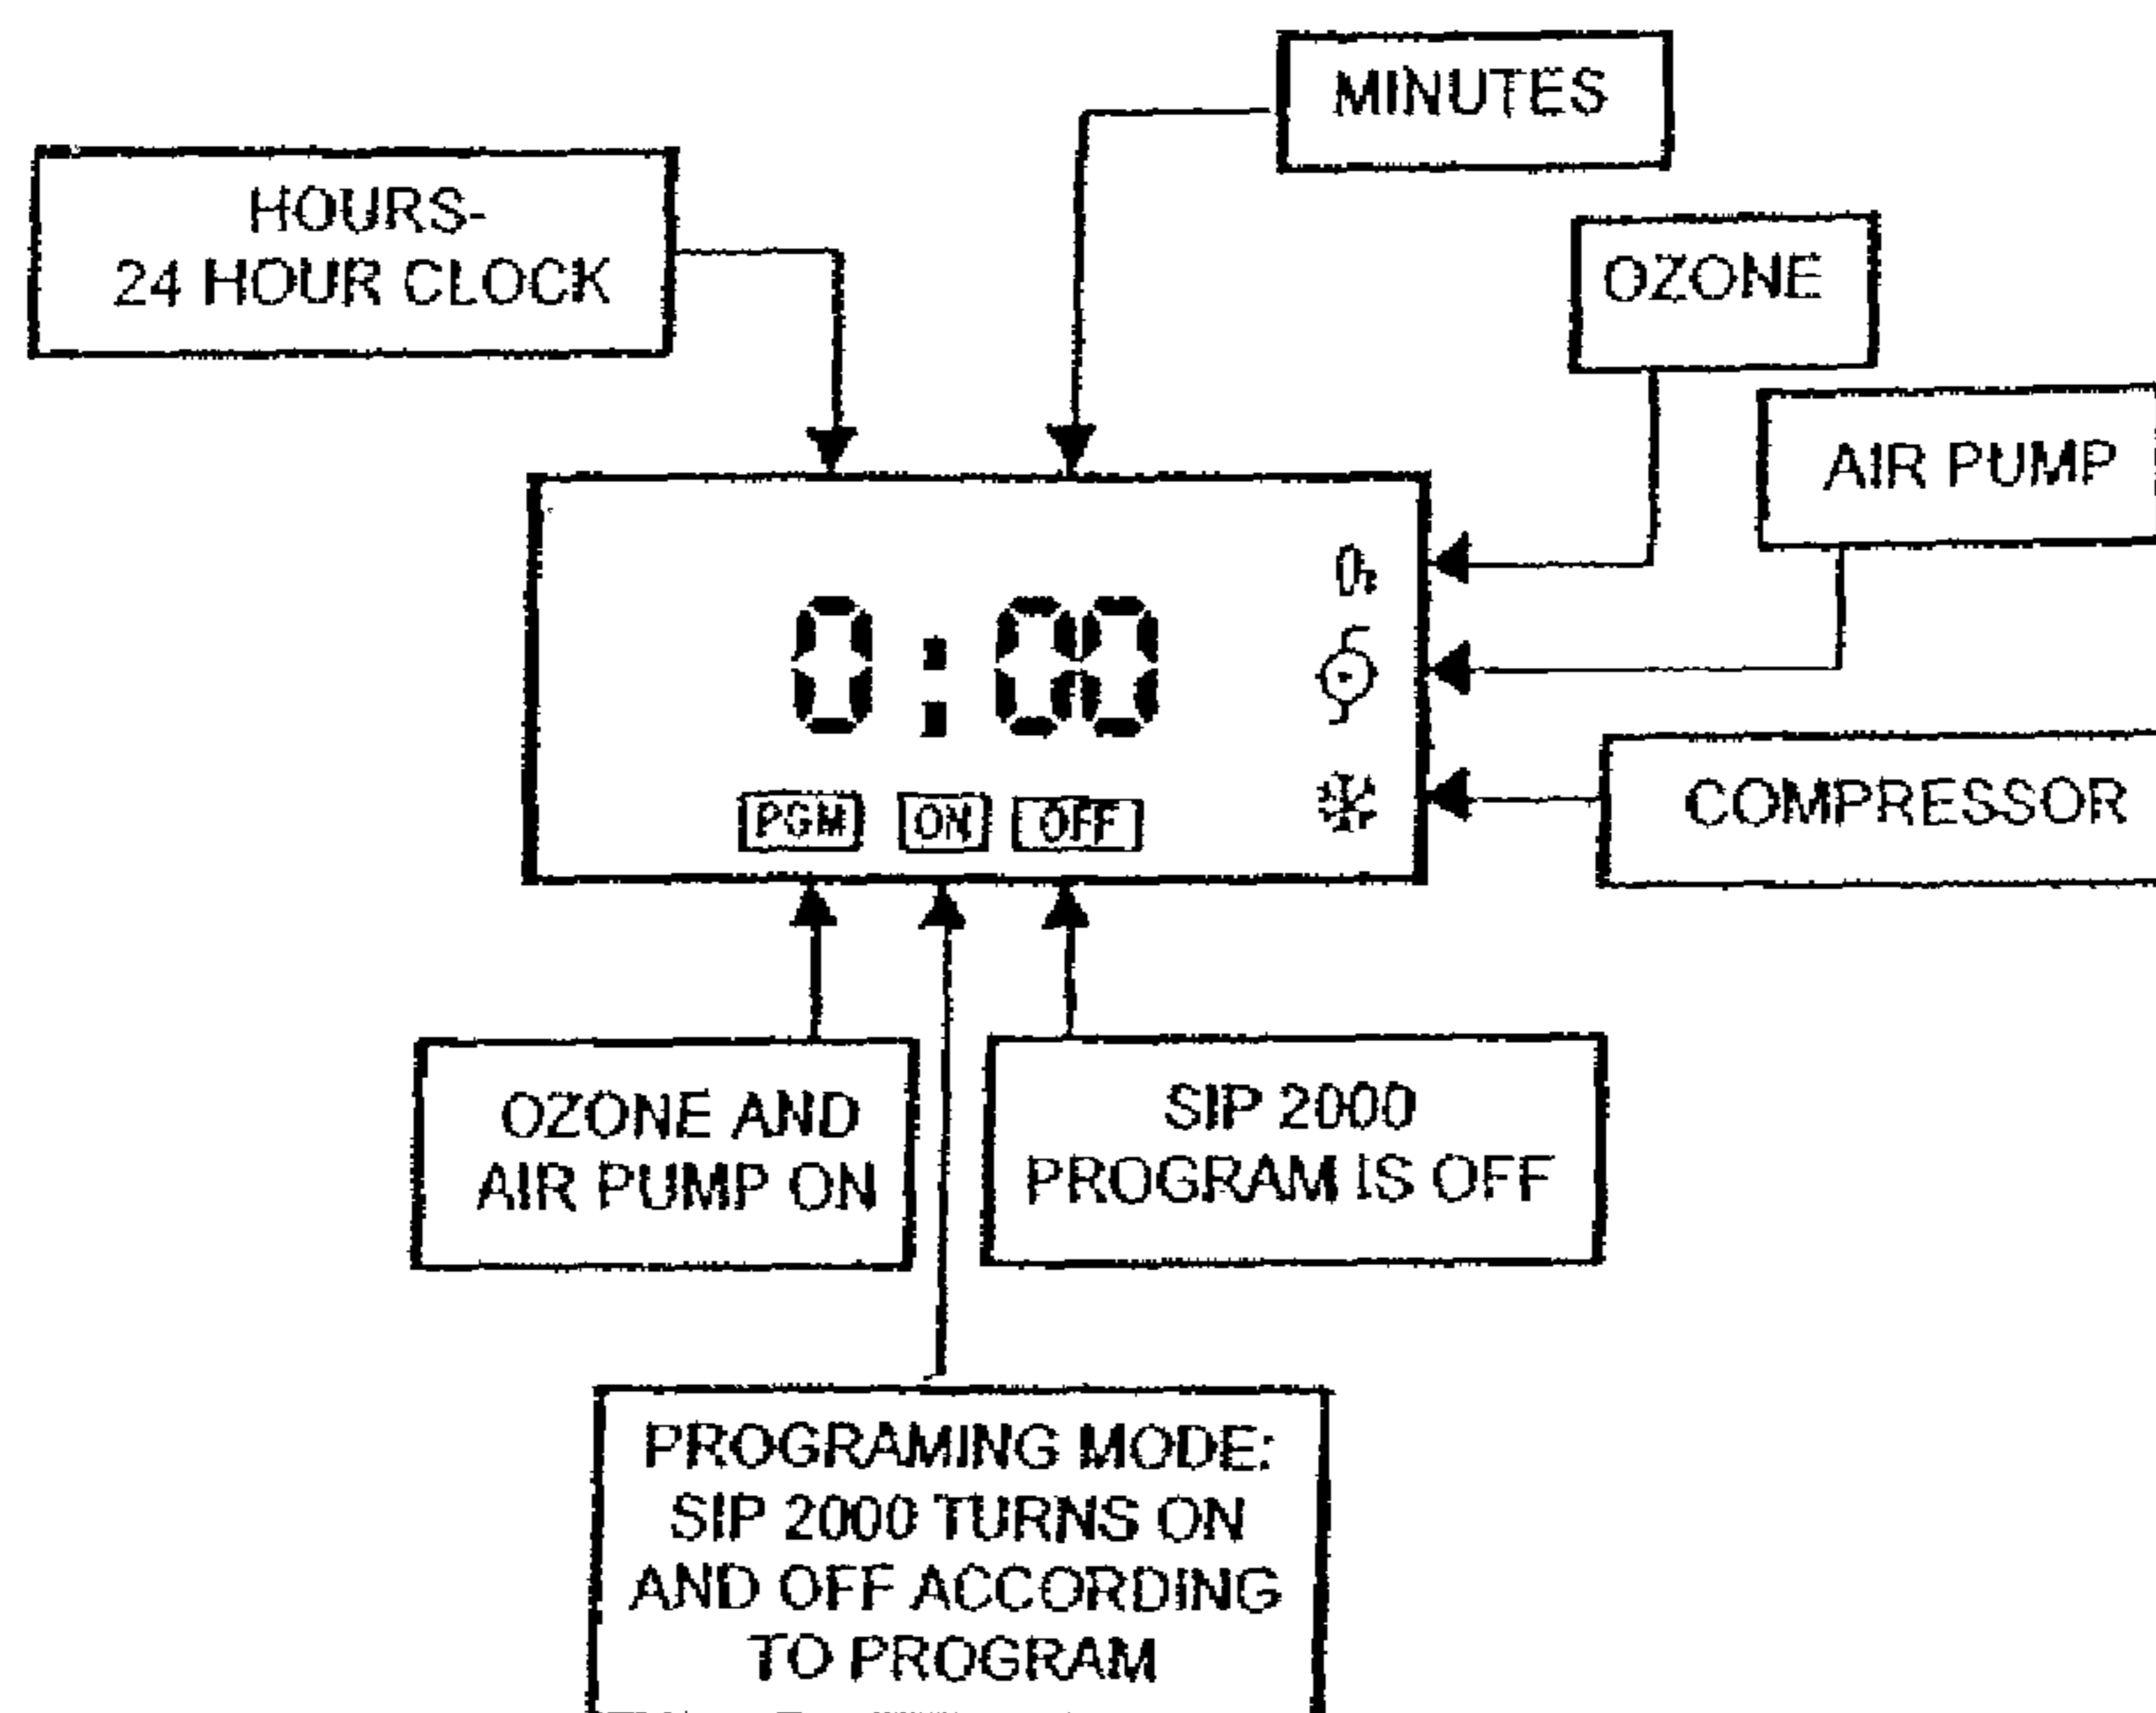 MINUTES
HOURS-
24 HOUR CLOCK
OZONE
AIR PUMP
0:00
PGM ON OFF
COMPRESSOR
OZONE AND
AIR PUMP ON
SIP 2000
PROGRAM IS OFF
PROGRAMING MODE:
SIP 2000 TURNS ON
AND OFF ACCORDING
TO PROGRAM